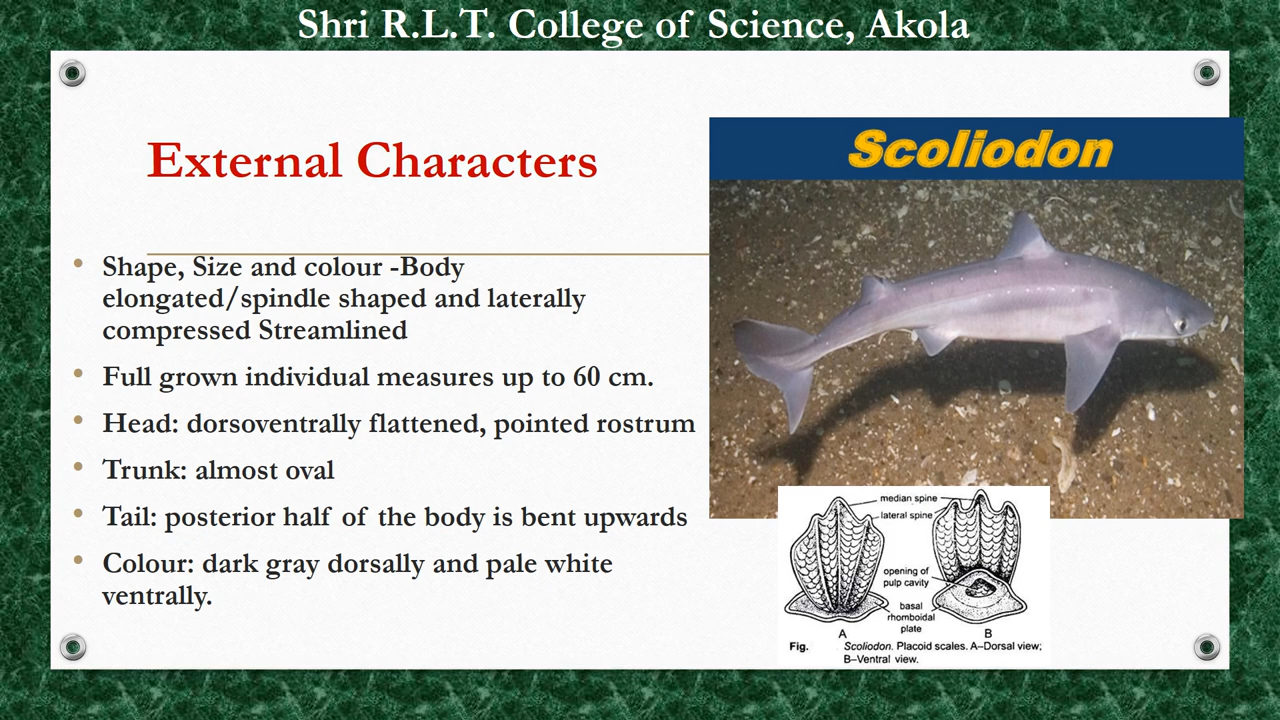 Shri R.L.T. College of Science, Akola
External Characters
• Shape, Size and colour -Body
elongated/spindle shaped and laterally
compressed Streamlined
• Full grown individual measures up to 60 cm.
• Head: dorsoventrally flattened, pointed rostrum
• Trunk: almost oval
• Tail: posterior half of the body is bent upwards
• Colour: dark gray dorsally and pale white
ventrally.
Scoliodon
median spine
lateral spine
opening of
pulp cavity
basal
rhomboidal
plate
A
B
Fig. Scoliodon. Placoid scales. A–Dorsal view;
B–Ventral view.